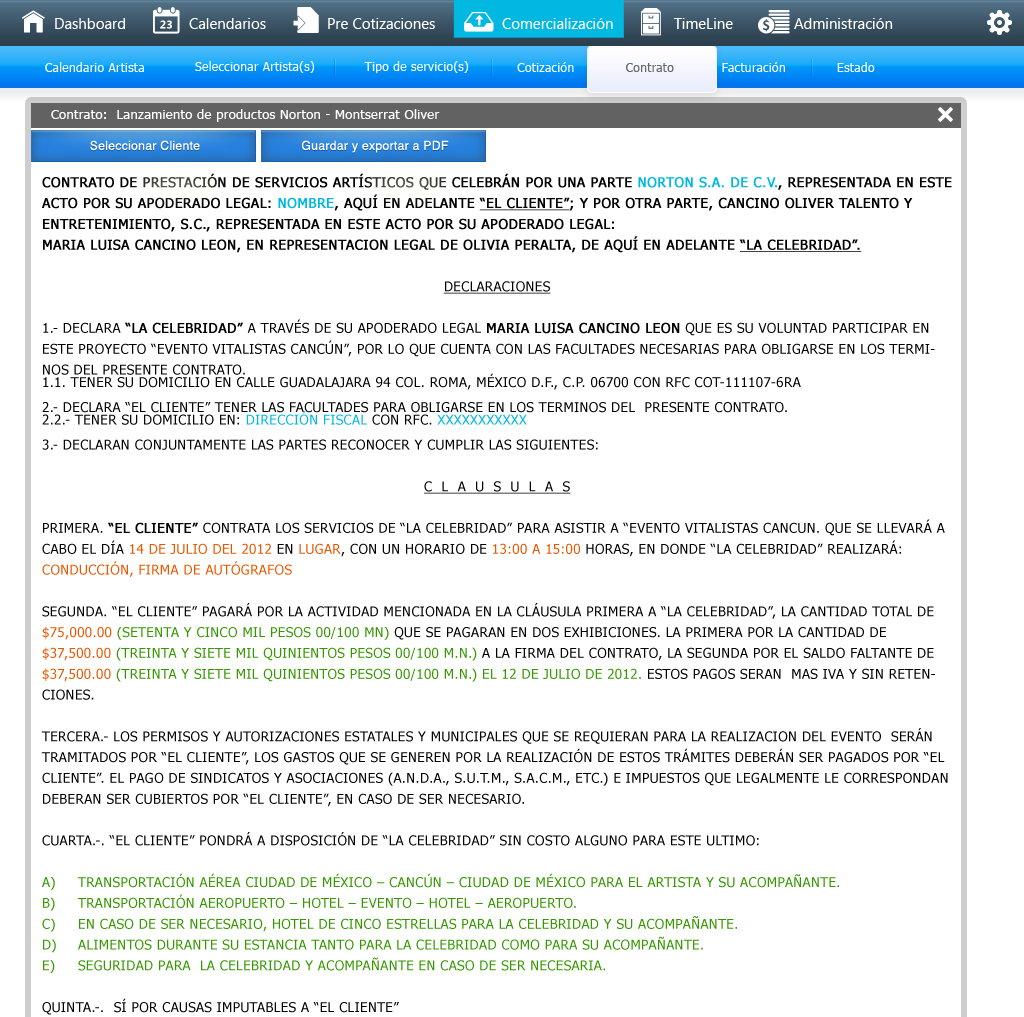 Dashboard 23 Calendarios Pre Cotizaciones Comercialización TimeLine $ Administración
Calendario Artista Seleccionar Artista(s) Tipo de servicio(s) Cotización Contrato Facturación Estado
Contrato: Lanzamiento de productos Norton - Montserrat Oliver
Seleccionar Cliente Guardar y exportar a PDF
CONTRATO DE PRESTACIÓN DE SERVICIOS ARTÍSTICOS QUE CELEBRÁN POR UNA PARTE NORTON S.A. DE C.V., REPRESENTADA EN ESTE
ACTO POR SU APODERADO LEGAL: NOMBRE, AQUÍ EN ADELANTE “EL CLIENTE”; Y POR OTRA PARTE, CANCINO OLIVER TALENTO Y
ENTRETENIMIENTO, S.C., REPRESENTADA EN ESTE ACTO POR SU APODERADO LEGAL:
MARIA LUISA CANCINO LEON, EN REPRESENTACION LEGAL DE OLIVIA PERALTA, DE AQUÍ EN ADELANTE “LA CELEBRIDAD”.
DECLARACIONES
1.- DECLARA “LA CELEBRIDAD” A TRAVÉS DE SU APODERADO LEGAL MARIA LUISA CANCINO LEON QUE ES SU VOLUNTAD PARTICIPAR EN
ESTE PROYECTO “EVENTO VITALISTAS CANCÚN”, POR LO QUE CUENTA CON LAS FACULTADES NECESARIAS PARA OBLIGARSE EN LOS TERMI-
NOS DEL PRESENTE CONTRATO.
1.1. TENER SU DOMICILIO EN CALLE GUADALAJARA 94 COL. ROMA, MÉXICO D.F., C.P. 06700 CON RFC COT-111107-6RA
2.- DECLARA “EL CLIENTE” TENER LAS FACULTADES PARA OBLIGARSE EN LOS TERMINOS DEL  PRESENTE CONTRATO.
2.2.- TENER SU DOMICILIO EN: DIRECCIÓN FISCAL CON RFC. XXXXXXXXXXX
3.- DECLARAN CONJUNTAMENTE LAS PARTES RECONOCER Y CUMPLIR LAS SIGUIENTES:
C L A U S U L A S
PRIMERA. “EL CLIENTE” CONTRATA LOS SERVICIOS DE “LA CELEBRIDAD” PARA ASISTIR A “EVENTO VITALISTAS CANCUN. QUE SE LLEVARÁ A
CABO EL DÍA 14 DE JULIO DEL 2012 EN LUGAR, CON UN HORARIO DE 13:00 A 15:00 HORAS, EN DONDE “LA CELEBRIDAD” REALIZARÁ:
CONDUCCIÓN, FIRMA DE AUTÓGRAFOS
SEGUNDA. “EL CLIENTE” PAGARÁ POR LA ACTIVIDAD MENCIONADA EN LA CLÁUSULA PRIMERA A “LA CELEBRIDAD”, LA CANTIDAD TOTAL DE
$75,000.00 (SETENTA Y CINCO MIL PESOS 00/100 MN) QUE SE PAGARAN EN DOS EXHIBICIONES. LA PRIMERA POR LA CANTIDAD DE
$37,500.00 (TREINTA Y SIETE MIL QUINIENTOS PESOS 00/100 M.N.) A LA FIRMA DEL CONTRATO, LA SEGUNDA POR EL SALDO FALTANTE DE
$37,500.00 (TREINTA Y SIETE MIL QUINIENTOS PESOS 00/100 M.N.) EL 12 DE JULIO DE 2012. ESTOS PAGOS SERAN  MAS IVA Y SIN RETEN-
CIONES.
TERCERA.- LOS PERMISOS Y AUTORIZACIONES ESTATALES Y MUNICIPALES QUE SE REQUIERAN PARA LA REALIZACION DEL EVENTO  SERÁN
TRAMITADOS POR “EL CLIENTE”, LOS GASTOS QUE SE GENEREN POR LA REALIZACIÓN DE ESTOS TRÁMITES DEBERÁN SER PAGADOS POR “EL
CLIENTE”. EL PAGO DE SINDICATOS Y ASOCIACIONES (A.N.D.A., S.U.T.M., S.A.C.M., ETC.) E IMPUESTOS QUE LEGALMENTE LE CORRESPONDAN
DEBERAN SER CUBIERTOS POR “EL CLIENTE”, EN CASO DE SER NECESARIO.
CUARTA.-. “EL CLIENTE” PONDRÁ A DISPOSICIÓN DE “LA CELEBRIDAD” SIN COSTO ALGUNO PARA ESTE ULTIMO:
A) TRANSPORTACIÓN AÉREA CIUDAD DE MÉXICO – CANCÚN – CIUDAD DE MÉXICO PARA EL ARTISTA Y SU ACOMPAÑANTE.
B) TRANSPORTACIÓN AEROPUERTO – HOTEL – EVENTO – HOTEL – AEROPUERTO.
C) EN CASO DE SER NECESARIO, HOTEL DE CINCO ESTRELLAS PARA LA CELEBRIDAD Y SU ACOMPAÑANTE.
D) ALIMENTOS DURANTE SU ESTANCIA TANTO PARA LA CELEBRIDAD COMO PARA SU ACOMPAÑANTE.
E) SEGURIDAD PARA  LA CELEBRIDAD Y ACOMPAÑANTE EN CASO DE SER NECESARIA.
QUINTA.-.  SÍ POR CAUSAS IMPUTABLES A “EL CLIENTE”